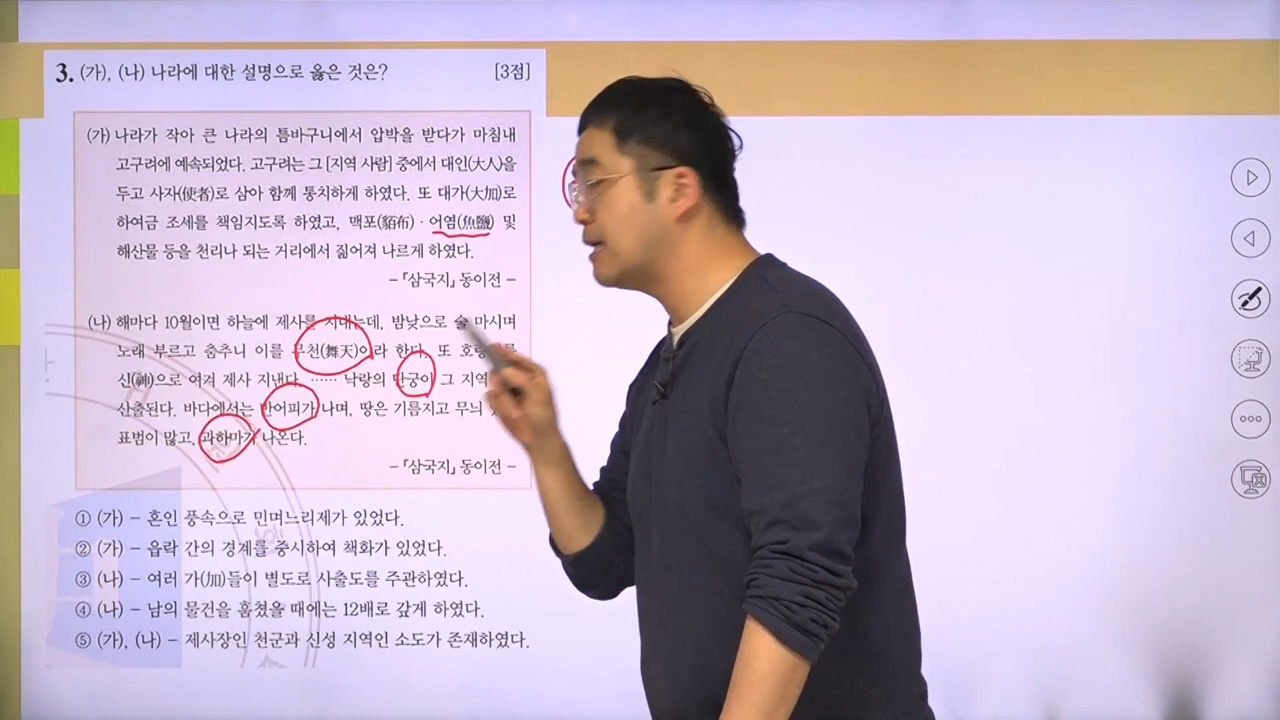 3. (가), (나) 나라에 대한 설명으로 옳은 것은? [3점]
(가) 나라가 작아 큰 나라의 틈바구니에서 압박을 받다가 마침내
고구려에 예속되었다. 고구려는 그 [지역 사람] 중에서 대인(大人)을
두고 사자(使者)로 삼아 함께 통치하게 하였다. 또 대가(大加)로
하여금 조세를 책임지도록 하였고, 맥포(貊布)·어염(魚鹽) 및
해산물 등을 천리나 되는 거리에서 짊어져 나르게 하였다.
- 『삼국지』 동이전 -
(나) 해마다 10월이면 하늘에 제사를 지내는데, 밤낮으로 술 마시며
노래 부르고 춤추니 이를 무천(舞天)이라 한다. 또
신(神)으로 여겨 제사 지낸다. …… 낙랑의 단궁이 그
산출된다. 바다에서는 반어피가 나며, 땅은 기름지고 무늬
표범이 많고, 과하마가 나온다.
- 『삼국지』 동이전 -
① (가) - 혼인 풍속으로 민며느리제가 있었다.
② (가) - 읍락 간의 경계를 중시하여 책화가 있었다.
③ (나) - 여러 가(加)들이 별도로 사출도를 주관하였다.
④ (나) - 남의 물건을 훔쳤을 때에는 12배로 갚게 하였다.
⑤ (가), (나) - 제사장인 천군과 신성 지역인 소도가 존재하였다.